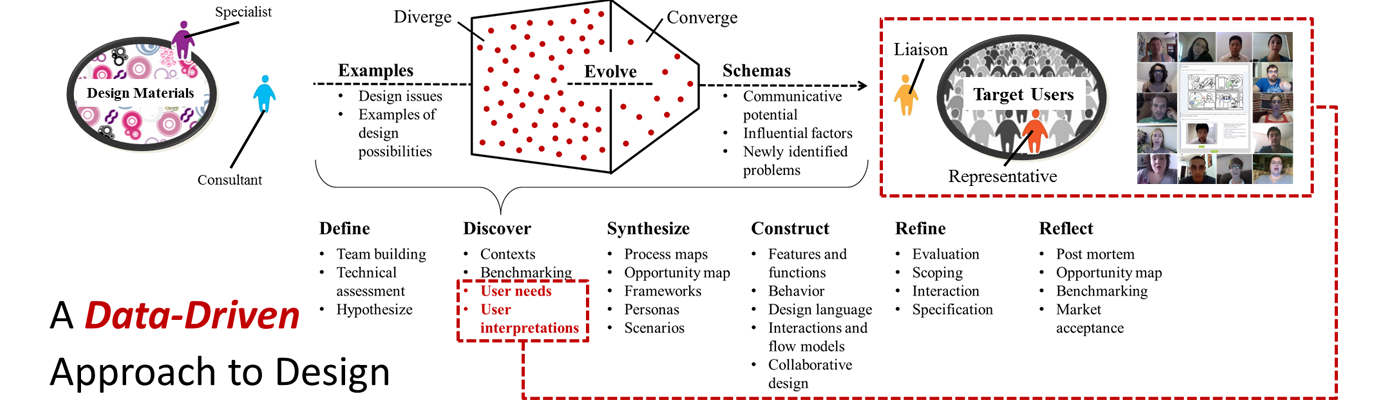 Specialist
Design Materials
Consultant
Diverge
Converge
Examples
• Design issues
• Examples of
design
possibilities
Evolve
Schemas
• Communicative
potential
• Influential factors
• Newly identified
problems
Liaison
Target Users
Representative
Define
• Team building
• Technical
assessment
• Hypothesize
Discover
• Contexts
• Benchmarking
• User needs
• User
interpretations
Synthesize
• Process maps
• Opportunity map
• Frameworks
• Personas
• Scenarios
Construct
• Features and
functions
• Behavior
• Design language
• Interactions and
flow models
• Collaborative
design
Refine
• Evaluation
• Scoping
• Interaction
• Specification
Reflect
• Post mortem
• Opportunity map
• Benchmarking
• Market
acceptance
A Data-Driven
Approach to Design